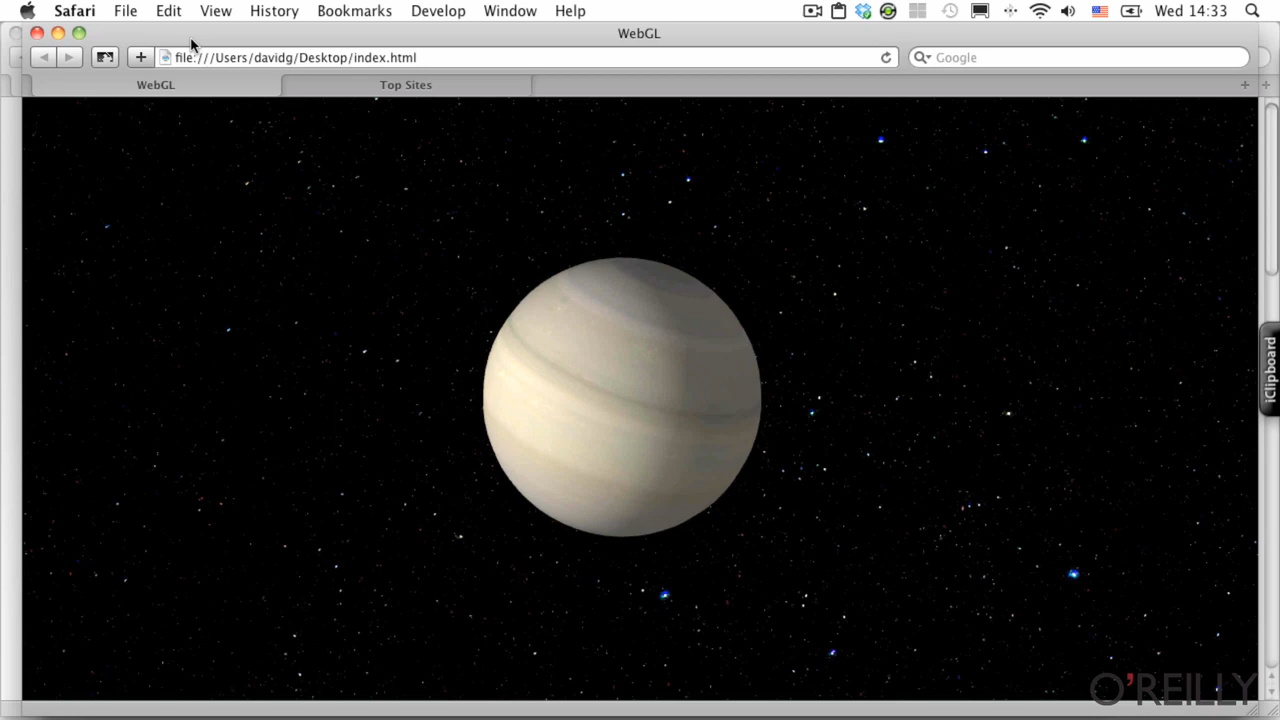 Safari File Edit View History Bookmarks Develop Window Help Wed 14:33
WebGL
file:///Users/davidg/Desktop/index.html Google
WebGL Top Sites
iClipboard
O'REILLY